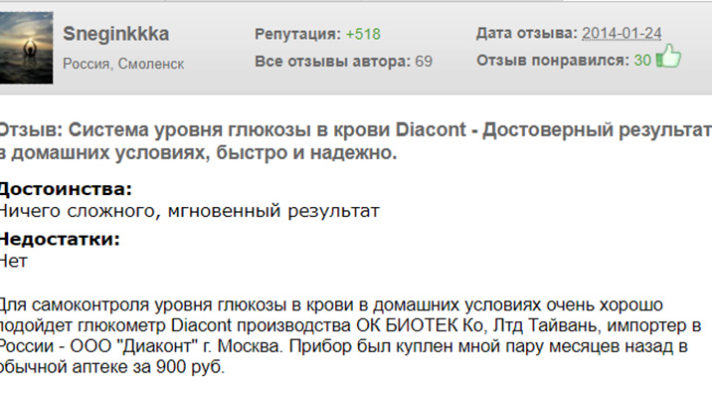 Sneginkkka
Репутация: +518
Дата отзыва: 2014-01-24
Россия, Смоленск
Все отзывы автора: 69
Отзыв понравился: 30
Отзыв: Система уровня глюкозы в крови Diacont - Достоверный результат
в домашних условиях, быстро и надежно.
Достоинства:
Ничего сложного, мгновенный результат
Недостатки:
Нет
Для самоконтроля уровня глюкозы в крови в домашних условиях очень хорошо
подойдет глюкометр Diacont производства ОК БИОТЕК Ко, Лтд Тайвань, импортер в
России - ООО "Диаконт" г. Москва. Прибор был куплен мной пару месяцев назад в
обычной аптеке за 900 руб.